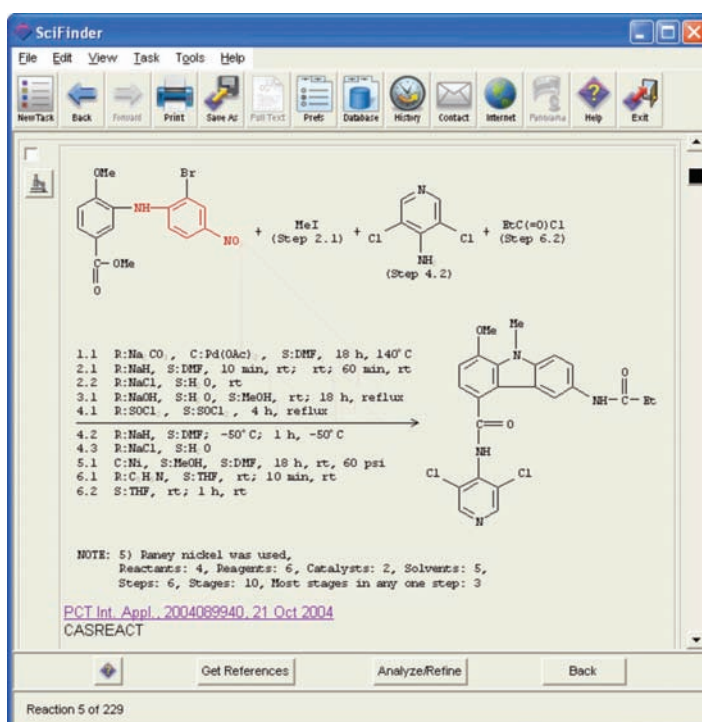 SciFinder
File Edit View Task Tools Help
New Task Back Forward Print Save As Full Text Prefs Database History Contact Internet Panorama Help Exit
OMe
Br
NH
N
NO
MeI
(Step 2.1)
Cl
Cl
EtC(=O)Cl
(Step 6.2)
C OMe
NH
(Step 4.2)
O
OMe Me
N
O
NH C Et
C O
NH
Cl Cl
N
1.1 R:Na CO , C:Pd(OAc) , S:DMF, 18 h, 140°C
2.1 R:NaH, S:DMF, 10 min, rt; rt; 60 min, rt
2.2 R:NaCl, S:H O, rt
3.1 R:NaOH, S:H O, S:MeOH, rt; 18 h, reflux
4.1 R:SOCl , S:SOCl , 4 h, reflux
4.2 R:NaH, S:DMF; -50°C; 1 h, -50°C
4.3 R:NaCl, S:H O
5.1 C:Ni, S:MeOH, S:DMF, 18 h, rt, 60 psi
6.1 R:C H N, S:THF, rt; 10 min, rt
6.2 S:THF, rt; 1 h, rt
NOTE: 5) Raney nickel was used,
Reactants: 4, Reagents: 6, Catalysts: 2, Solvents: 5,
Steps: 6, Stages: 10, Most stages in any one step: 3
PCT Int. Appl., 2004089940, 21 Oct 2004
CASREACT
Get References Analyze/Refine Back
Reaction 5 of 229